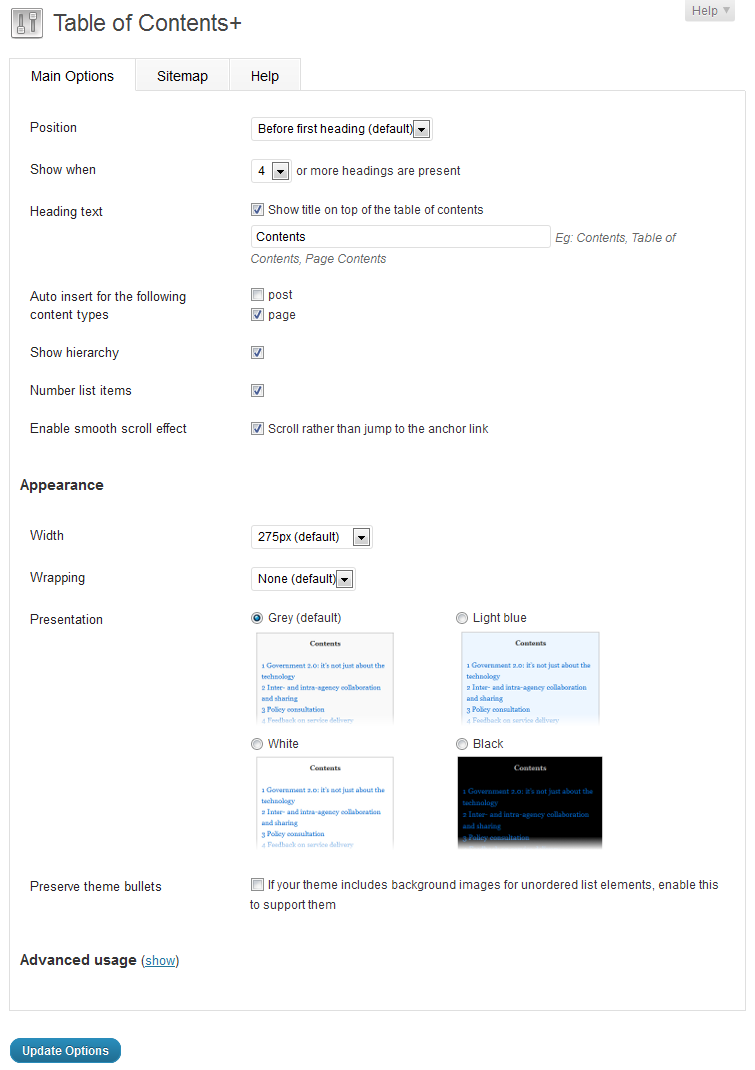 Table of Contents+
Help
Main Options
Sitemap
Help
Position
Before first heading (default)
Show when
4 or more headings are present
Heading text
Show title on top of the table of contents
Contents Eg: Contents, Table of
Contents, Page Contents
Auto insert for the following
content types
post
page
Show hierarchy
Number list items
Enable smooth scroll effect
Scroll rather than jump to the anchor link
Appearance
Width
275px (default)
Wrapping
None (default)
Presentation
Grey (default)
Contents
1 Government 2.0: it's not just about the
technology
2 Inter- and intra-agency collaboration
and sharing
3 Policy consultation
4 Feedback on service delivery
Light blue
Contents
1 Government 2.0: it's not just about the
technology
2 Inter- and intra-agency collaboration
and sharing
3 Policy consultation
4 Feedback on service delivery
White
Contents
1 Government 2.0: it's not just about the
technology
2 Inter- and intra-agency collaboration
and sharing
3 Policy consultation
4 Feedback on service delivery
Black
Contents
1 Government 2.0: it's not just about the
technology
2 Inter- and intra-agency collaboration
and sharing
3 Policy consultation
Preserve theme bullets
If your theme includes background images for unordered list elements, enable this
to support them
Advanced usage (show)
Update Options